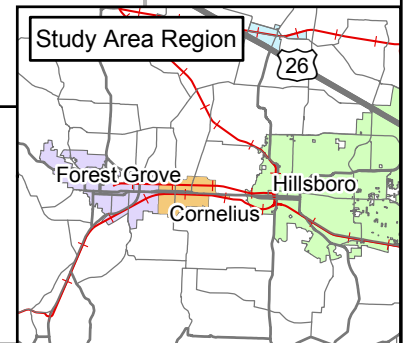 Study Area Region
26
Forest Grove
Hillsboro
Cornelius